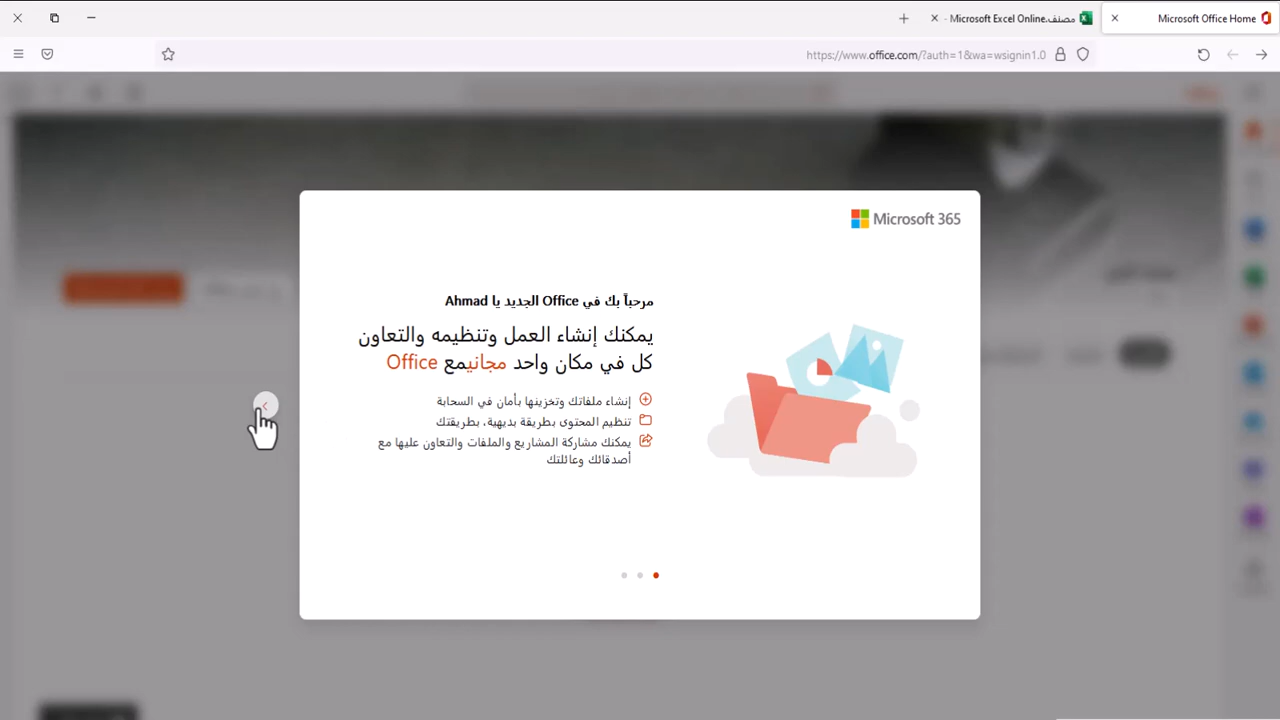 Microsoft Office Home
مصنف.Microsoft Excel Online -
https://www.office.com/?auth=1&wa=wsignin1.0
Microsoft 365
مرحباً بك في Office الجديد يا Ahmad
يمكنك إنشاء العمل وتنظيمه والتعاون
كل في مكان واحد مجانيمع Office
إنشاء ملفاتك وتخزينها بأمان في السحابة
تنظيم المحتوى بطريقة بديهية، بطريقتك
يمكنك مشاركة المشاريع والملفات والتعاون عليها مع
أصدقائك وعائلتك